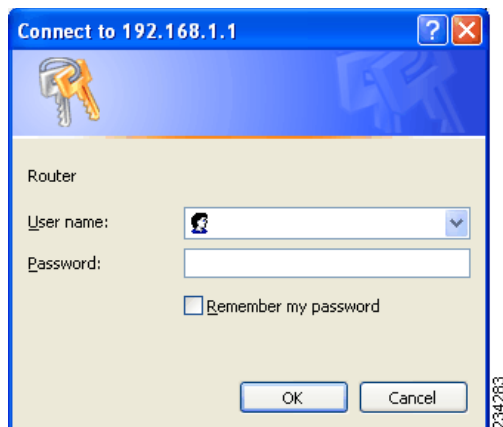 Connect to 192.168.1.1
?
Router
User name:
Password:
Remember my password
OK Cancel
234283